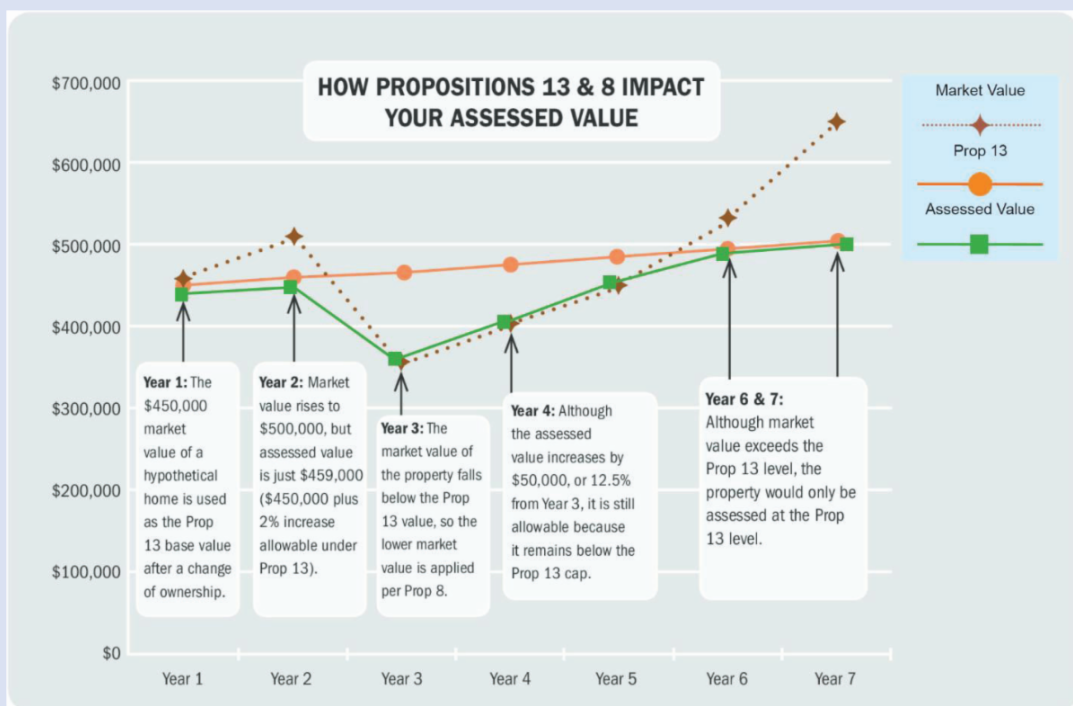 HOW PROPOSITIONS 13 & 8 IMPACT
YOUR ASSESSED VALUE
$700,000
$600,000
$500,000
$400,000
$300,000
$200,000
$100,000
$0
Market Value
Prop 13
Assessed Value
Year 1: The
$450,000
market
value of a
hypothetical
home is used
as the Prop
13 base value
after a change
of ownership.
Year 2: Market
value rises to
$500,000, but
assessed value
is just $459,000
($450,000 plus
2% increase
allowable under
Prop 13).
Year 3: The
market value of
the property falls
below the Prop
13 value, so the
lower market
value is applied
per Prop 8.
Year 4: Although
the assessed
value increases by
$50,000, or 12.5%
from Year 3, it is still
allowable because
it remains below the
Prop 13 cap.
Year 6 & 7:
Although market
value exceeds the
Prop 13 level, the
property would only be
assessed at the Prop
13 level.
Year 1
Year 2
Year 3
Year 4
Year 5
Year 6
Year 7